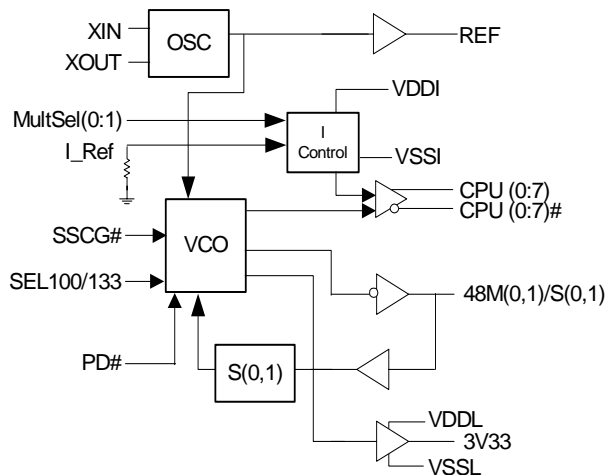 XIN
XOUT
OSC
REF
VDDI
MultSel(0:1)
I_Ref
I
Control
VSSI
CPU (0:7)
CPU (0:7)#
SSCG#
VCO
SEL100/133
48M(0,1)/S(0,1)
PD#
S(0,1)
VDDL
3V33
VSSL